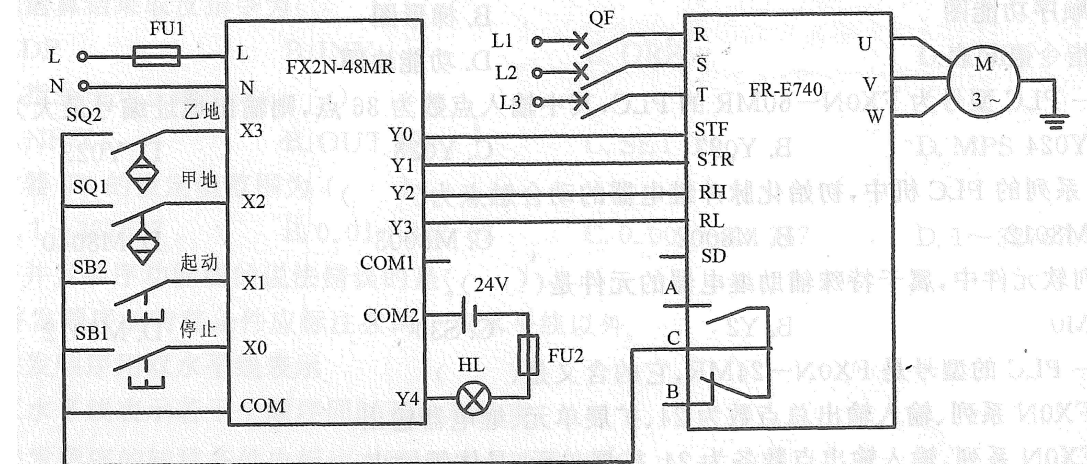 FU1
L
N
SQ2
乙地
SQ1
甲地
SB2
起动
SB1
停止
L
N
X3
X2
X1
X0
COM
FX2N-48MR
Y0
Y1
Y2
Y3
COM1
COM2
Y4
24V
HL
FU2
QF
L1
L2
L3
R
S
T
STF
STR
RH
RL
SD
A
C
B
FR-E740
U
V
W
M
3 ~